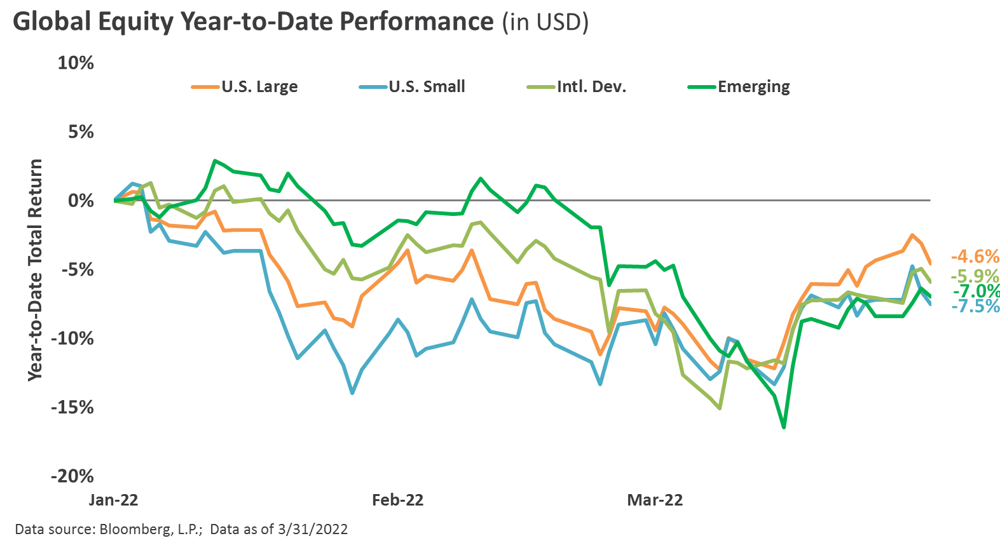 Global Equity Year-to-Date Performance (in USD)
10%
U.S. Large U.S. Small Intl. Dev. Emerging
5%
0%
-5%
-10%
-15%
-20%
Year-to-Date Total Return
-4.6%
-5.9%
-7.0%
-7.5%
Jan-22 Feb-22 Mar-22
Data source: Bloomberg, L.P.; Data as of 3/31/2022